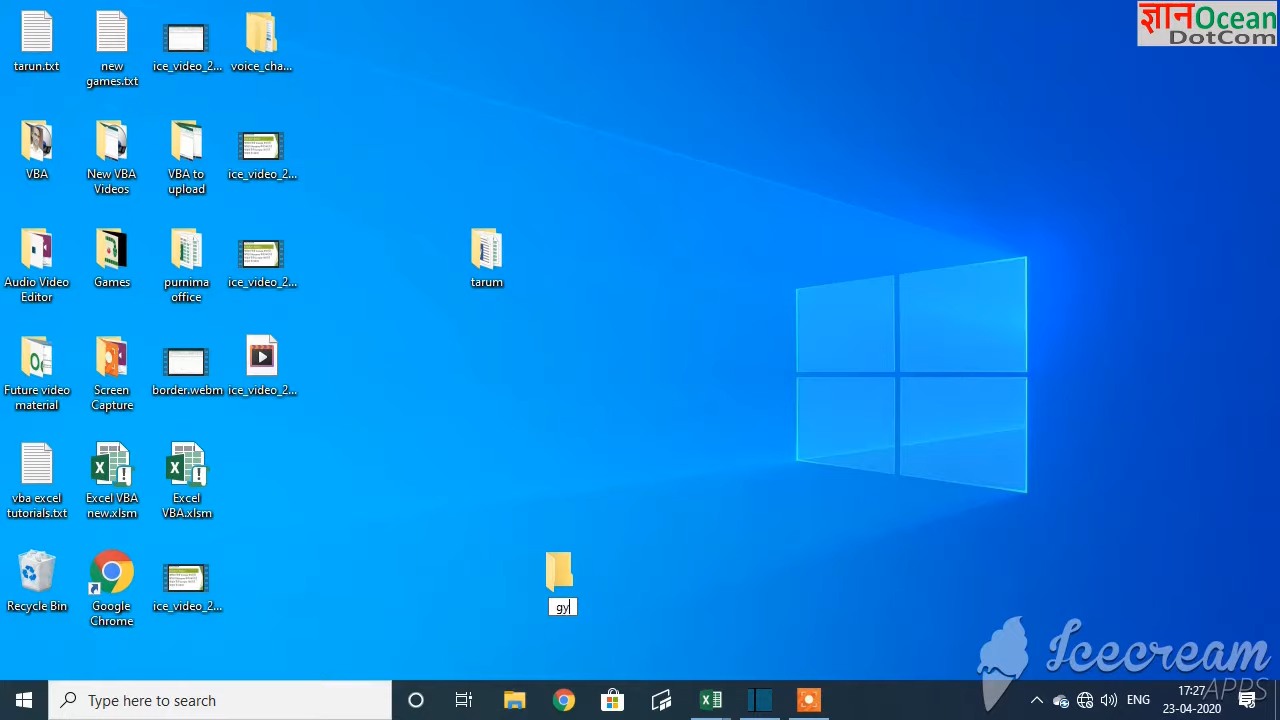 ज्ञानOcean
DotCom
tarun.txt
new
games.txt
ice_video_2...
voice_cha...
VBA
New VBA
Videos
VBA to
upload
ice_video_2...
Audio Video
Editor
Games
purnima
office
ice_video_2...
tarum
Future video
material
Screen
Capture
border.webm
ice_video_2...
vba excel
tutorials.txt
Excel VBA
new.xlsm
Excel
VBA.xlsm
Recycle Bin
Google
Chrome
ice_video_2...
gy
Icecream
APPS
Type here to search
ENG
17:27
23-04-2020